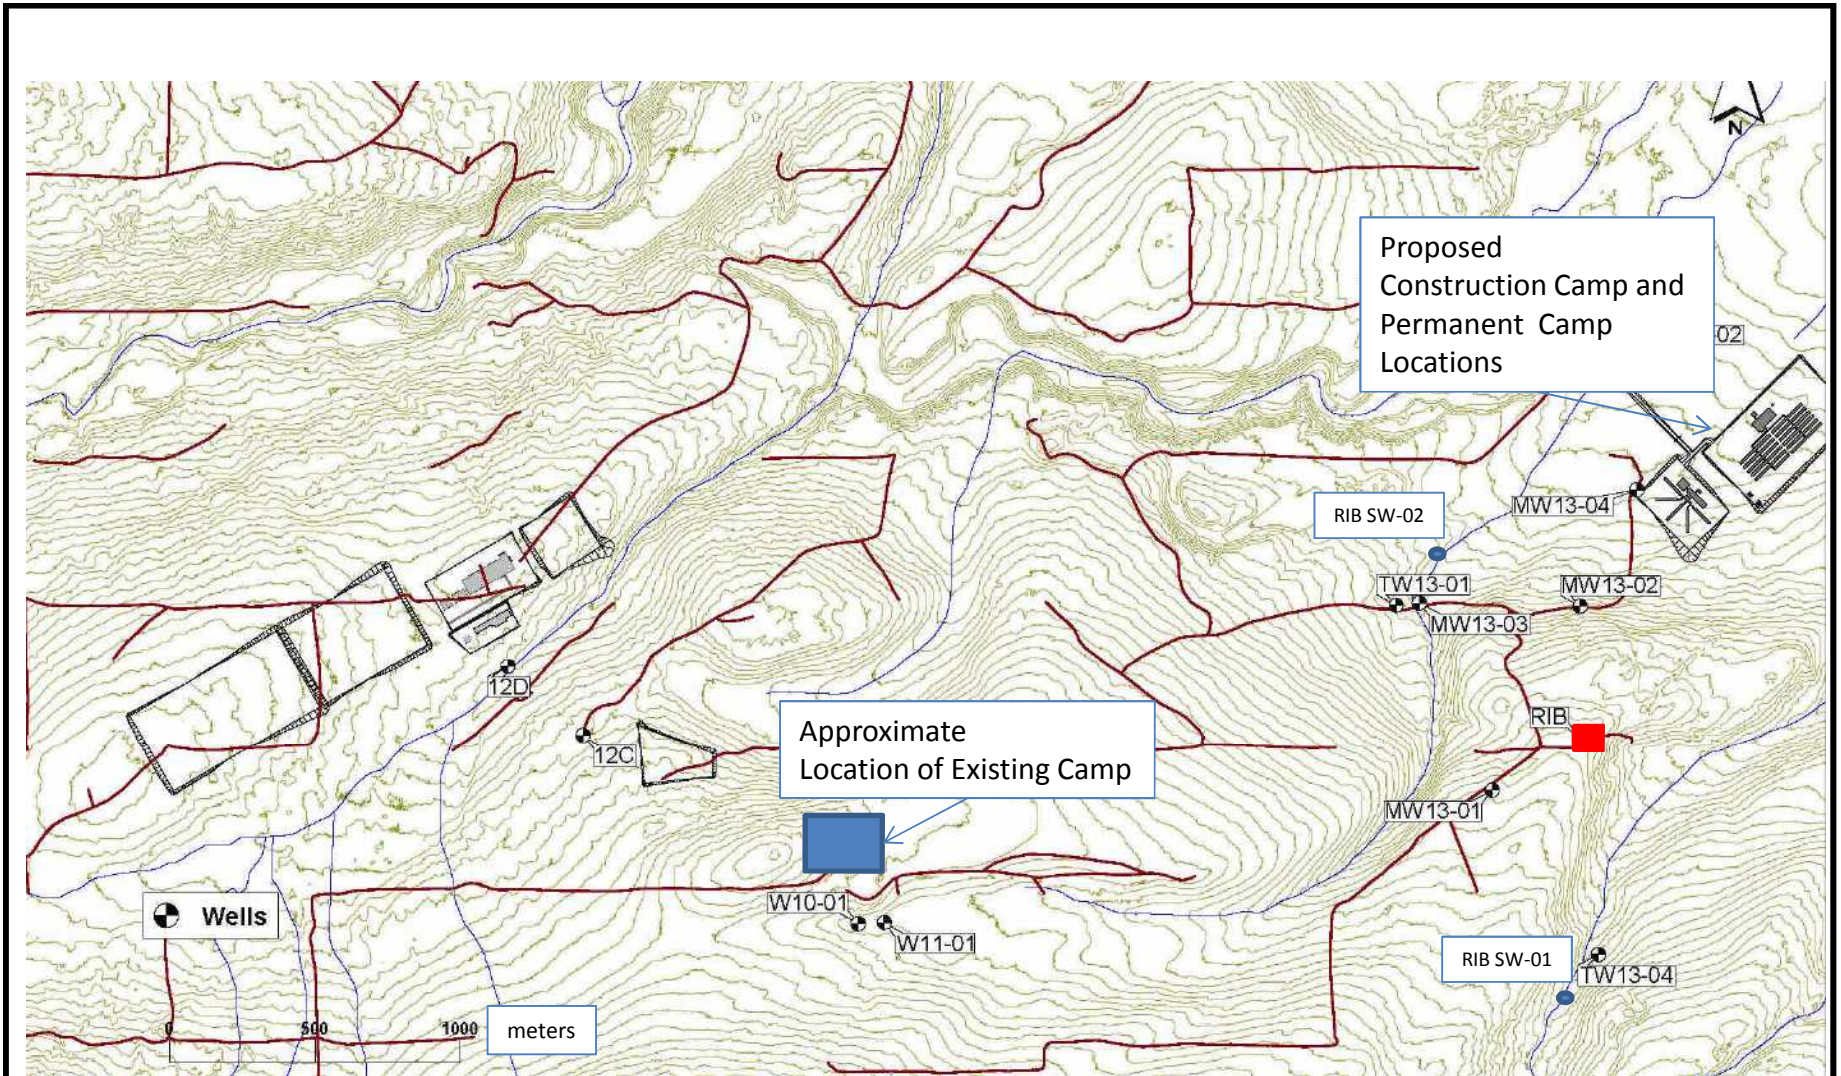 N
Proposed
Construction Camp and
Permanent Camp
Locations
02
MW13-04
RIB SW-02
TW13-01
MW13-02
MW13-03
12D
RIB
Approximate
Location of Existing Camp
12C
MW13-01
Wells
W10-01
W11-01
RIB SW-01
TW13-04
0 500 1000 meters